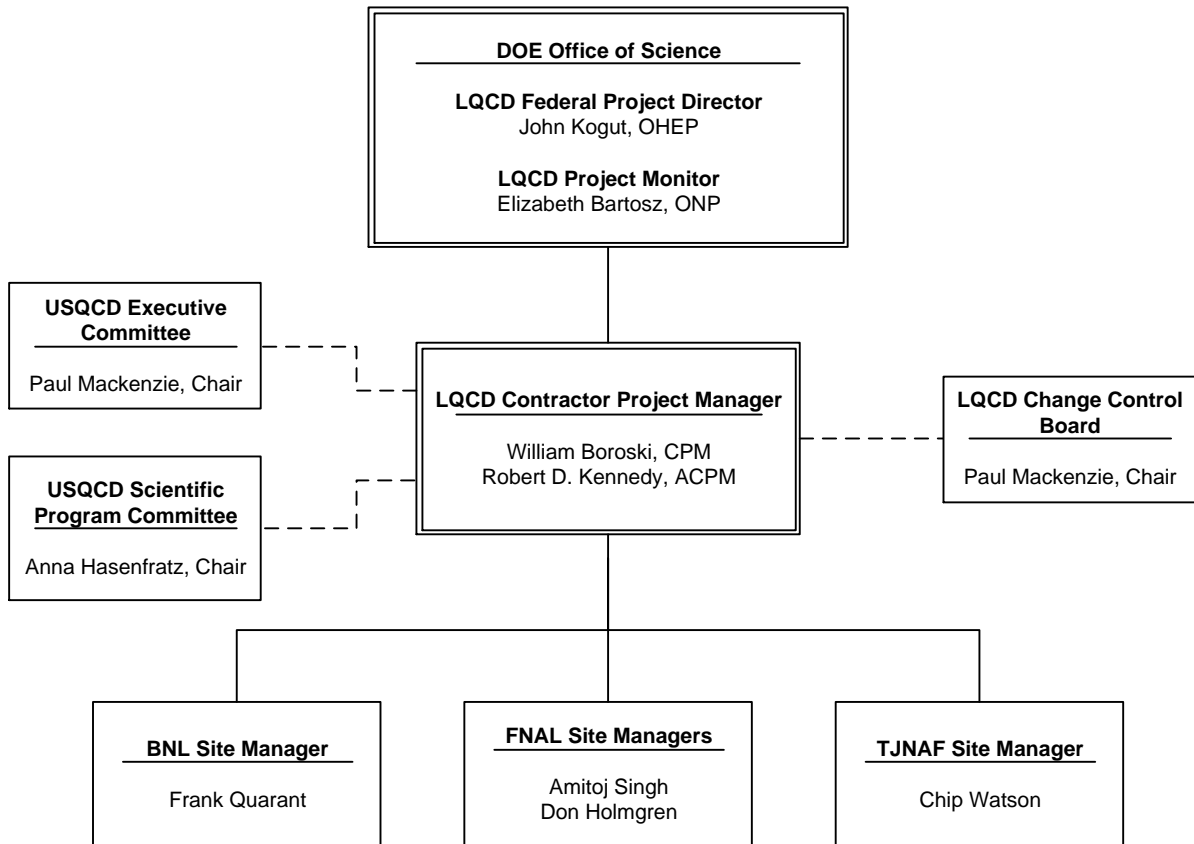 DOE Office of Science
LQCD Federal Project Director
John Kogut, OHEP
LQCD Project Monitor
Elizabeth Bartosz, ONP
USQCD Executive
Committee
Paul Mackenzie, Chair
LQCD Contractor Project Manager
William Boroski, CPM
Robert D. Kennedy, ACPM
LQCD Change Control
Board
Paul Mackenzie, Chair
USQCD Scientific
Program Committee
Anna Hasenfratz, Chair
BNL Site Manager
Frank Quarant
FNAL Site Managers
Amitoj Singh
Don Holmgren
TJNAF Site Manager
Chip Watson